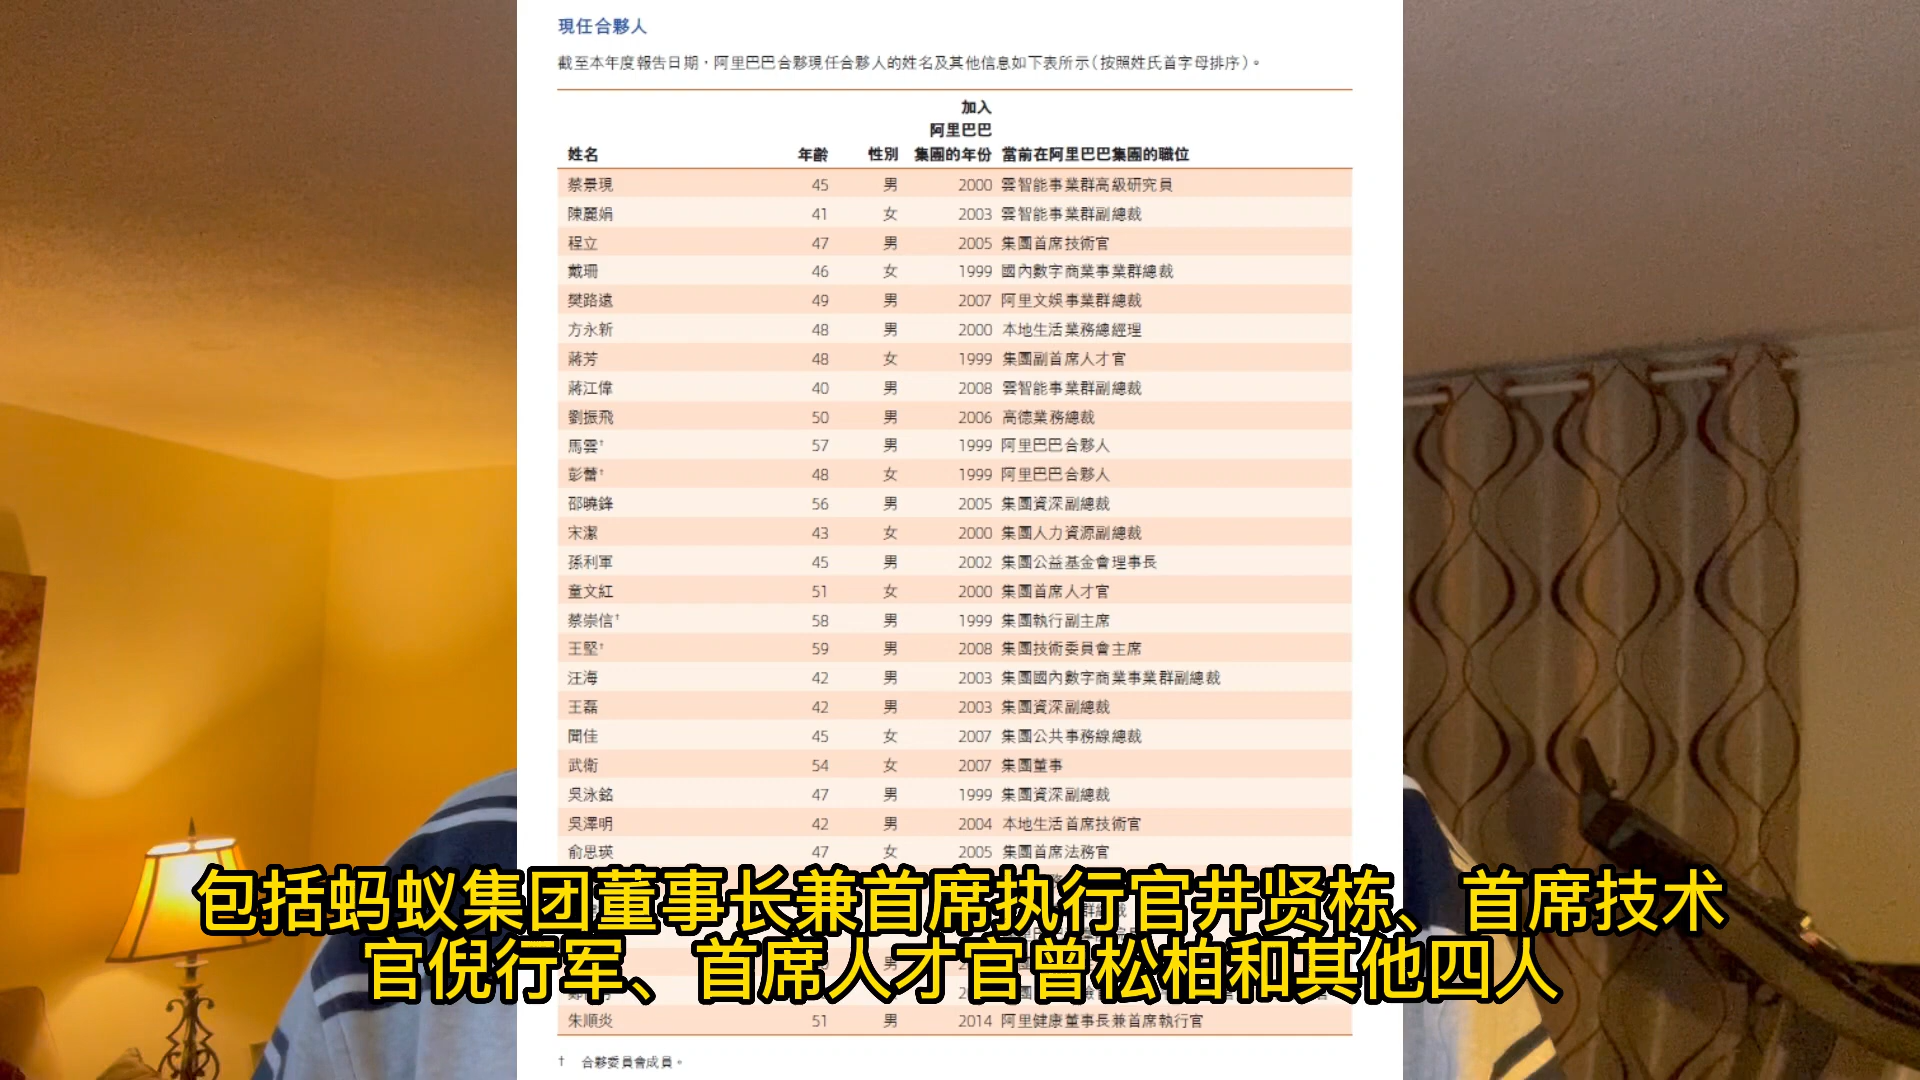 現任合夥人
截至本年度報告日期，阿里巴巴合夥現任合夥人的姓名及其他信息如下表所示（按照姓氏首字母排序）。
加入
阿里巴巴
姓名 年齡 性別 集團的年份 當前在阿里巴巴集團的職位
蔡景現 45 男 2000 雲智能事業群高級研究員
陳麗娟 41 女 2003 雲智能事業群副總裁
程立 47 男 2005 集團首席技術官
戴珊 46 女 1999 國內數字商業事業群總裁
樊路遠 49 男 2007 阿里文娛事業群總裁
方永新 48 男 2000 本地生活業務總經理
蔣芳 48 女 1999 集團副首席人才官
蔣江偉 40 男 2008 雲智能事業群副總裁
劉振飛 50 男 2006 高德業務總裁
馬雲† 57 男 1999 阿里巴巴合夥人
彭蕾† 48 女 1999 阿里巴巴合夥人
邵曉鋒 56 男 2005 集團資深副總裁
宋潔 43 女 2000 集團人力資源副總裁
孫利軍 45 男 2002 集團公益基金會理事長
童文紅 51 女 2000 集團首席人才官
蔡崇信† 58 男 1999 集團執行副主席
王堅† 59 男 2008 集團技術委員會主席
汪海 42 男 2003 集團國內數字商業事業群副總裁
王磊 42 男 2003 集團資深副總裁
聞佳 45 女 2007 集團公共事務線總裁
武衛 54 女 2007 集團董事
吳泳銘 47 男 1999 集團資深副總裁
吳澤明 42 男 2004 本地生活首席技術官
俞思瑛 47 女 2005 集團首席法務官
包括蚂蚁集团董事长兼首席执行官井贤栋、首席技术
官倪行军、首席人才官曾松柏和其他四人
朱順炎 51 男 2014 阿里健康董事長兼首席執行官
† 合夥委員會成員。